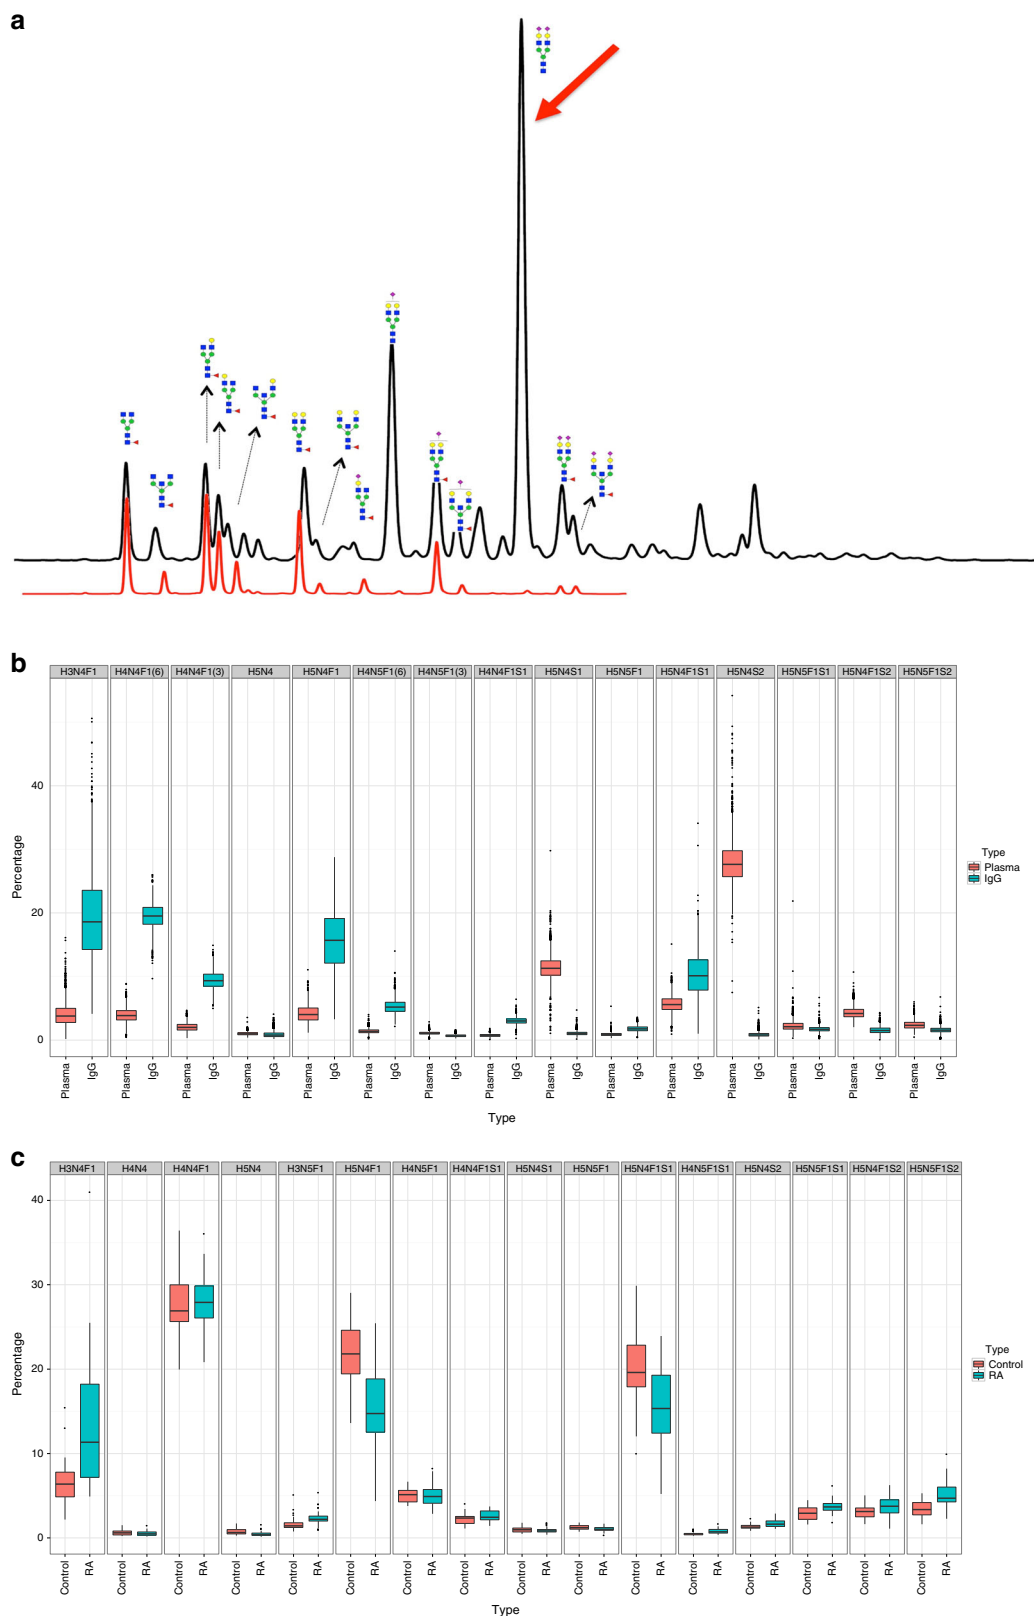 a
b
H3N4F1 H4N4F1(6) H4N4F1(3) H5N4 H5N4F1 H4N5F1(6) H4N5F1(3) H4N4F1S1 H5N4S1 H5N5F1 H5N4F1S1 H5N4S2 H5N5F1S1 H5N4F1S2 H5N5F1S2
Percentage
40
20
0
Type
Plasma
IgG
Plasma IgG Plasma IgG Plasma IgG Plasma IgG Plasma IgG Plasma IgG Plasma IgG Plasma IgG Plasma IgG Plasma IgG Plasma IgG Plasma IgG Plasma IgG Plasma IgG Plasma IgG
Type
c
H3N4F1 H4N4 H4N4F1 H5N4 H3N5F1 H5N4F1 H4N5F1 H4N4F1S1 H5N4S1 H5N5F1 H5N4F1S1 H4N5F1S1 H5N4S2 H5N5F1S1 H5N4F1S2 H5N5F1S2
Percentage
40
30
20
10
0
Type
Control
RA
Control RA Control RA Control RA Control RA Control RA Control RA Control RA Control RA Control RA Control RA Control RA Control RA Control RA Control RA Control RA Control RA
Type